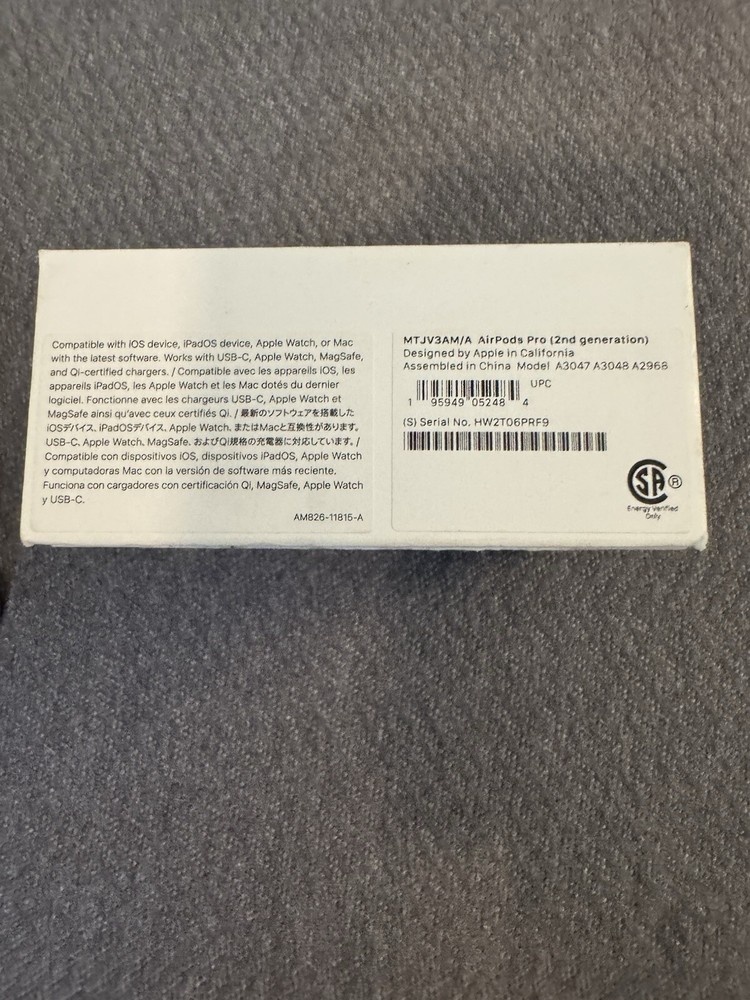 Compatible with iOS device, iPadOS device, Apple Watch, or Mac
with the latest software. Works with USB-C, Apple Watch, MagSafe,
and Qi-certified chargers. / Compatible avec les appareils iOS, les
appareils iPadOS, les Apple Watch et les Mac dotés du dernier
logiciel. Fonctionne avec les chargeurs USB-C, Apple Watch et
MagSafe ainsi qu'avec ceux certifiés Qi. / 最新のソフトウェアを搭載した
iOSデバイス、iPadOSデバイス、Apple Watch、またはMacと互換性があります。
USB-C、Apple Watch、MagSafe、およびQi規格の充電器に対応しています。/
Compatible con dispositivos iOS, dispositivos iPadOS, Apple Watch
y computadoras Mac con la versión de software más reciente.
Funciona con cargadores con certificación Qi, MagSafe, Apple Watch
y USB-C.
AM826-11815-A
MTJV3AM/A AirPods Pro (2nd generation)
Designed by Apple in California
Assembled in China Model A3047 A3048 A2968
UPC
1 95949 05248 4
(S) Serial No. HW2T06PRF9
SA ®
Energy Verified
Only